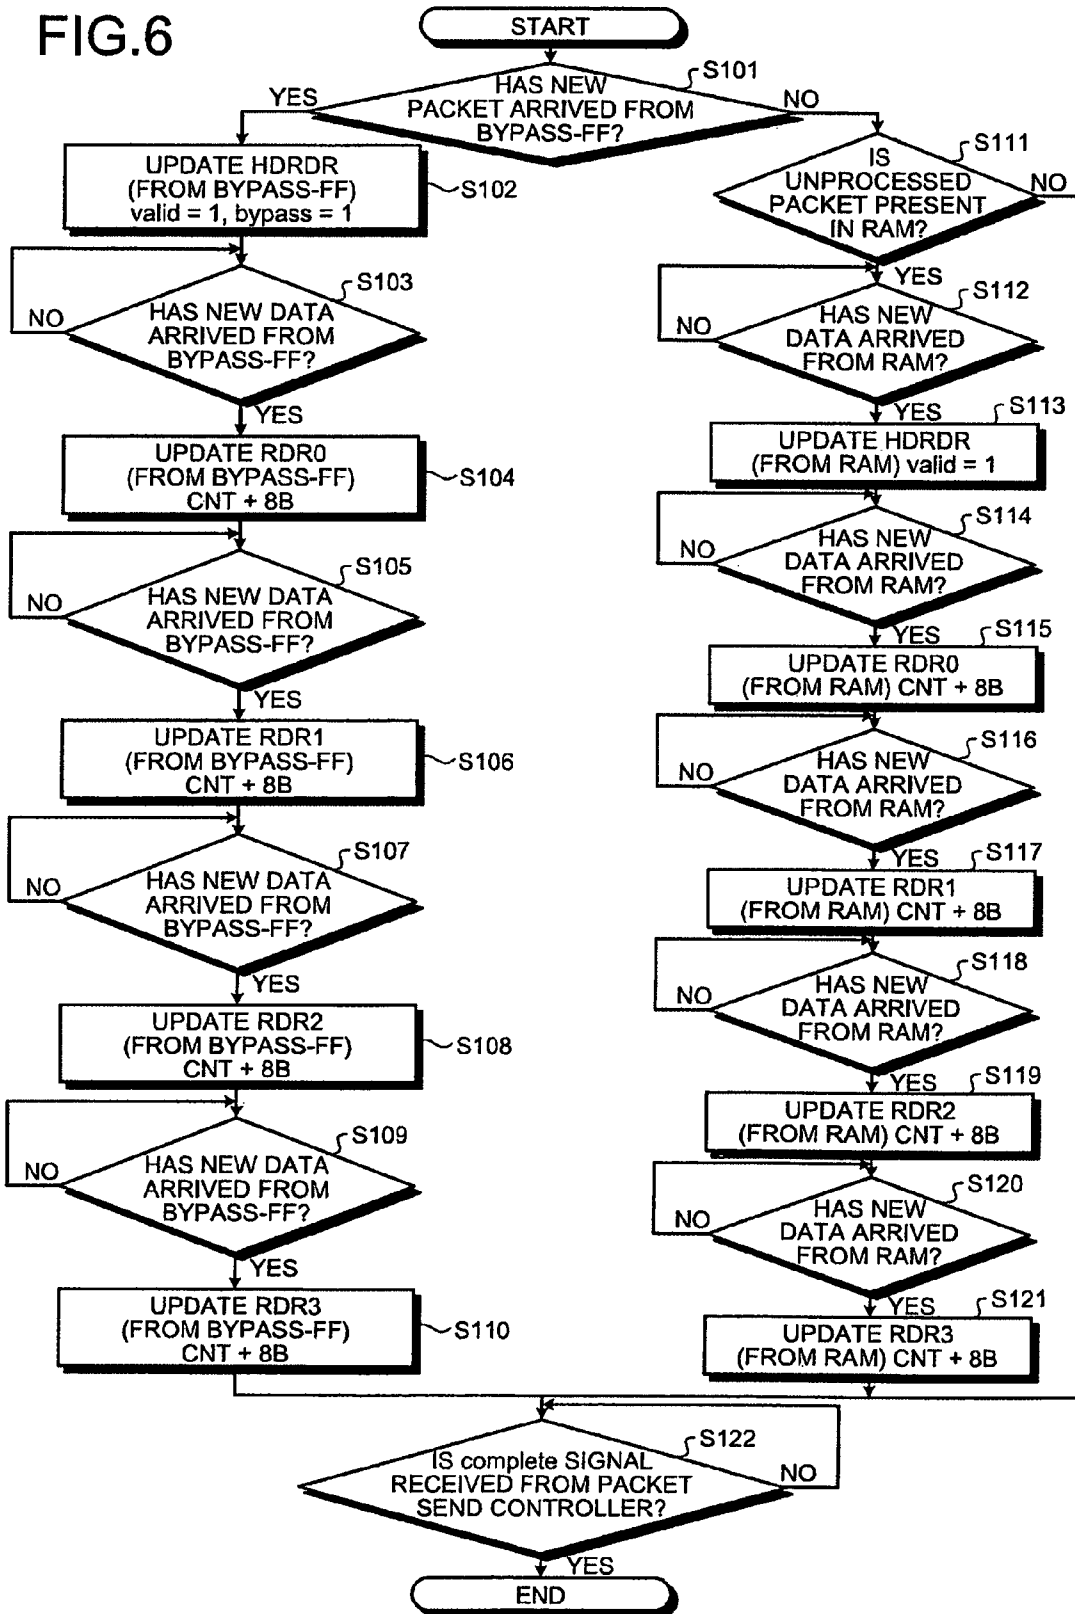 FIG.6
START
S101
HAS NEW
PACKET ARRIVED FROM
BYPASS-FF?
YES
NO
UPDATE HDRDR
(FROM BYPASS-FF)
valid = 1, bypass = 1
S102
S103
HAS NEW DATA
ARRIVED FROM
BYPASS-FF?
NO
YES
UPDATE RDR0
(FROM BYPASS-FF)
CNT + 8B
S104
S105
HAS NEW DATA
ARRIVED FROM
BYPASS-FF?
NO
YES
UPDATE RDR1
(FROM BYPASS-FF)
CNT + 8B
S106
S107
HAS NEW DATA
ARRIVED FROM
BYPASS-FF?
NO
YES
UPDATE RDR2
(FROM BYPASS-FF)
CNT + 8B
S108
S109
HAS NEW DATA
ARRIVED FROM
BYPASS-FF?
NO
YES
UPDATE RDR3
(FROM BYPASS-FF)
CNT + 8B
S110
S111
IS
UNPROCESSED
PACKET PRESENT
IN RAM?
NO
YES
S112
HAS NEW
DATA ARRIVED
FROM RAM?
NO
YES
S113
UPDATE HDRDR
(FROM RAM) valid = 1
S114
HAS NEW
DATA ARRIVED
FROM RAM?
NO
YES
S115
UPDATE RDR0
(FROM RAM) CNT + 8B
S116
HAS NEW
DATA ARRIVED
FROM RAM?
NO
YES
S117
UPDATE RDR1
(FROM RAM) CNT + 8B
S118
HAS NEW
DATA ARRIVED
FROM RAM?
NO
YES
S119
UPDATE RDR2
(FROM RAM) CNT + 8B
S120
HAS NEW
DATA ARRIVED
FROM RAM?
NO
YES
S121
UPDATE RDR3
(FROM RAM) CNT + 8B
S122
IS complete SIGNAL
RECEIVED FROM PACKET
SEND CONTROLLER?
NO
YES
END